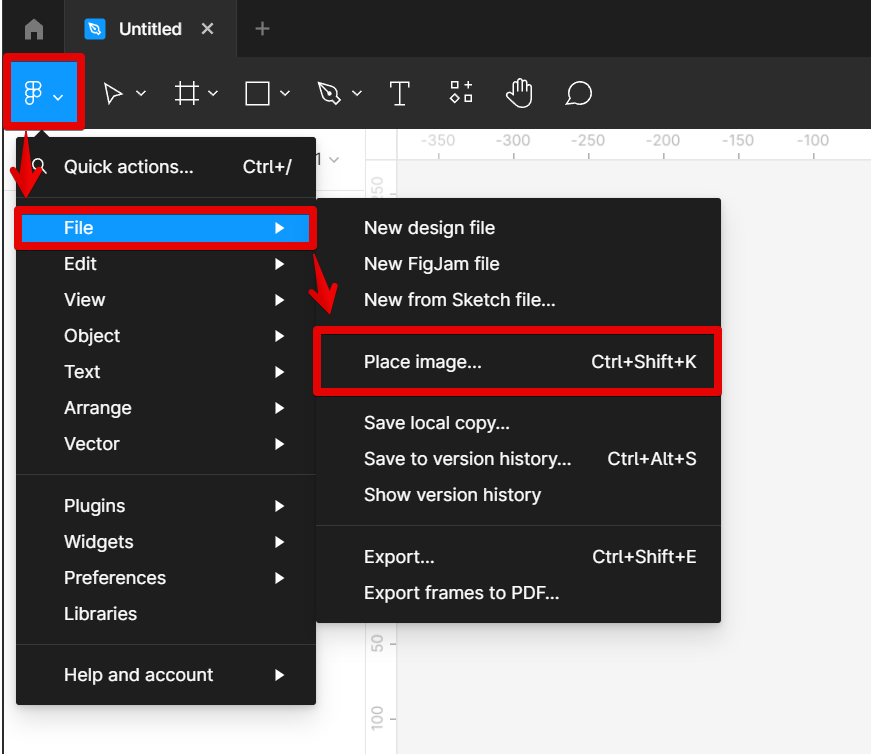 Untitled
-350 -300 -250 -200 -150 -100
Quick actions... Ctrl+/
1
File
Edit
View
Object
Text
Arrange
Vector
Plugins
Widgets
Preferences
Libraries
Help and account
New design file
New FigJam file
New from Sketch file...
Place image... Ctrl+Shift+K
Save local copy...
Save to version history... Ctrl+Alt+S
Show version history
Export... Ctrl+Shift+E
Export frames to PDF...
50
100